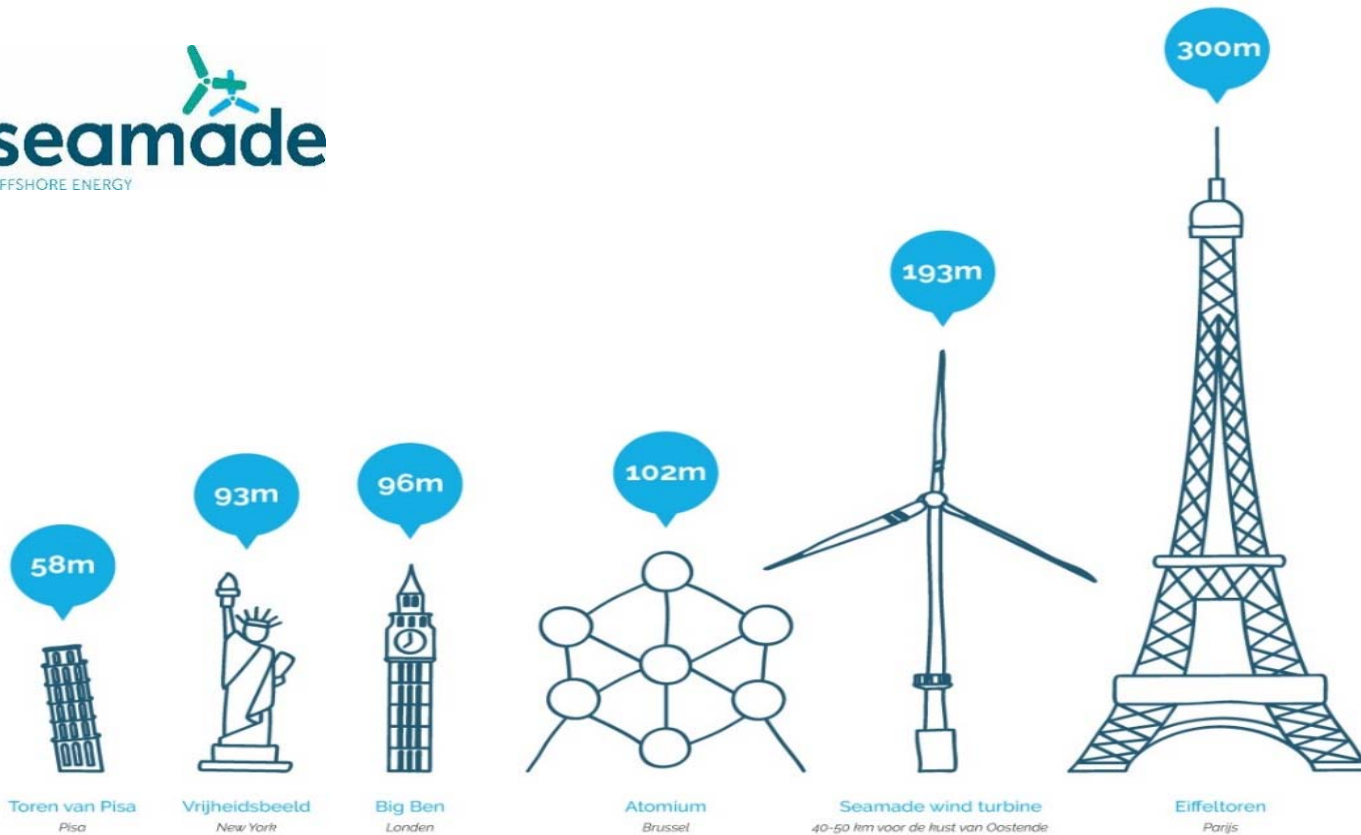 seamade
FFSHORE ENERGY
300m
193m
102m
96m
93m
58m
Toren van Pisa
Pisa
Vrijheidsbeeld
New York
Big Ben
Londen
Atomium
Brussel
Seamade wind turbine
40-50 km voor de kust van Oostende
Eiffeltoren
Parijs